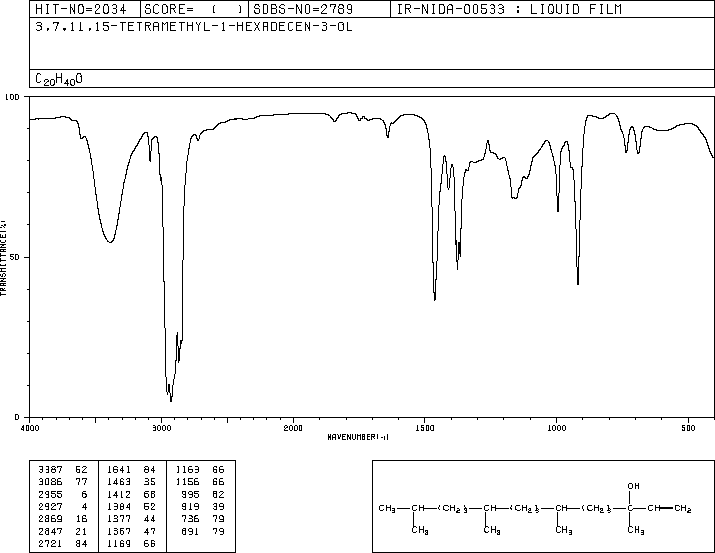 HIT-NO=2034 SCORE= ( ) SDBS-NO=2789 IR-NIDA-00533 : LIQUID FILM
3,7,11,15-TETRAMETHYL-1-HEXADECEN-3-OL
C20H40O
100
50
0
TRANSMITTANCE(%)
4000 3000 2000 1500 1000 500
WAVENUMBER(-1)
3387 52 1641 84 1163 66
3086 77 1463 35 1156 66
2955 6 1412 68 995 62
2927 4 1384 52 919 39
2869 16 1377 44 736 79
2847 21 1367 47 691 79
2721 84 1169 66
OH
CH3—CH—(CH2)3—CH—(CH2)3—CH—(CH2)3—C—CH=CH2
CH3 CH3 CH3 CH3